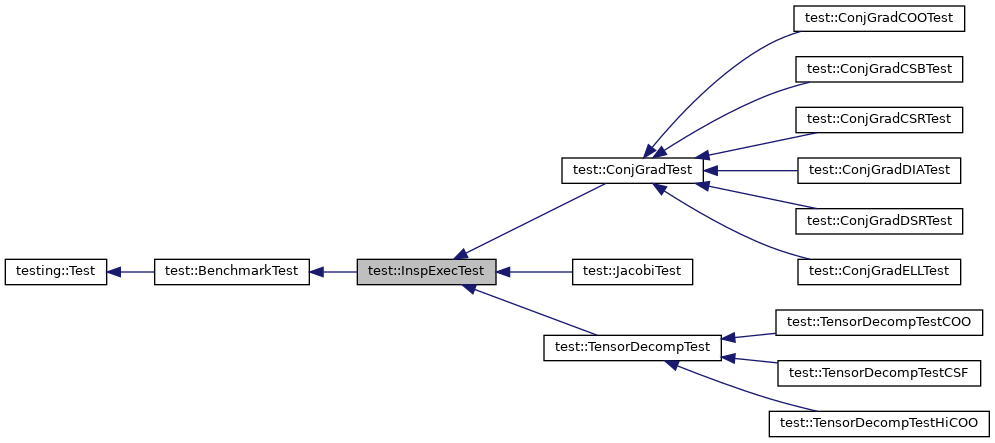 test::ConjGradCOOTest
test::ConjGradCSBTest
test::ConjGradCSRTest
test::ConjGradTest
test::ConjGradDIATest
test::ConjGradDSRTest
testing::Test
test::BenchmarkTest
test::InspExecTest
test::JacobiTest
test::ConjGradELLTest
test::TensorDecompTestCOO
test::TensorDecompTest
test::TensorDecompTestCSF
test::TensorDecompTestHiCOO